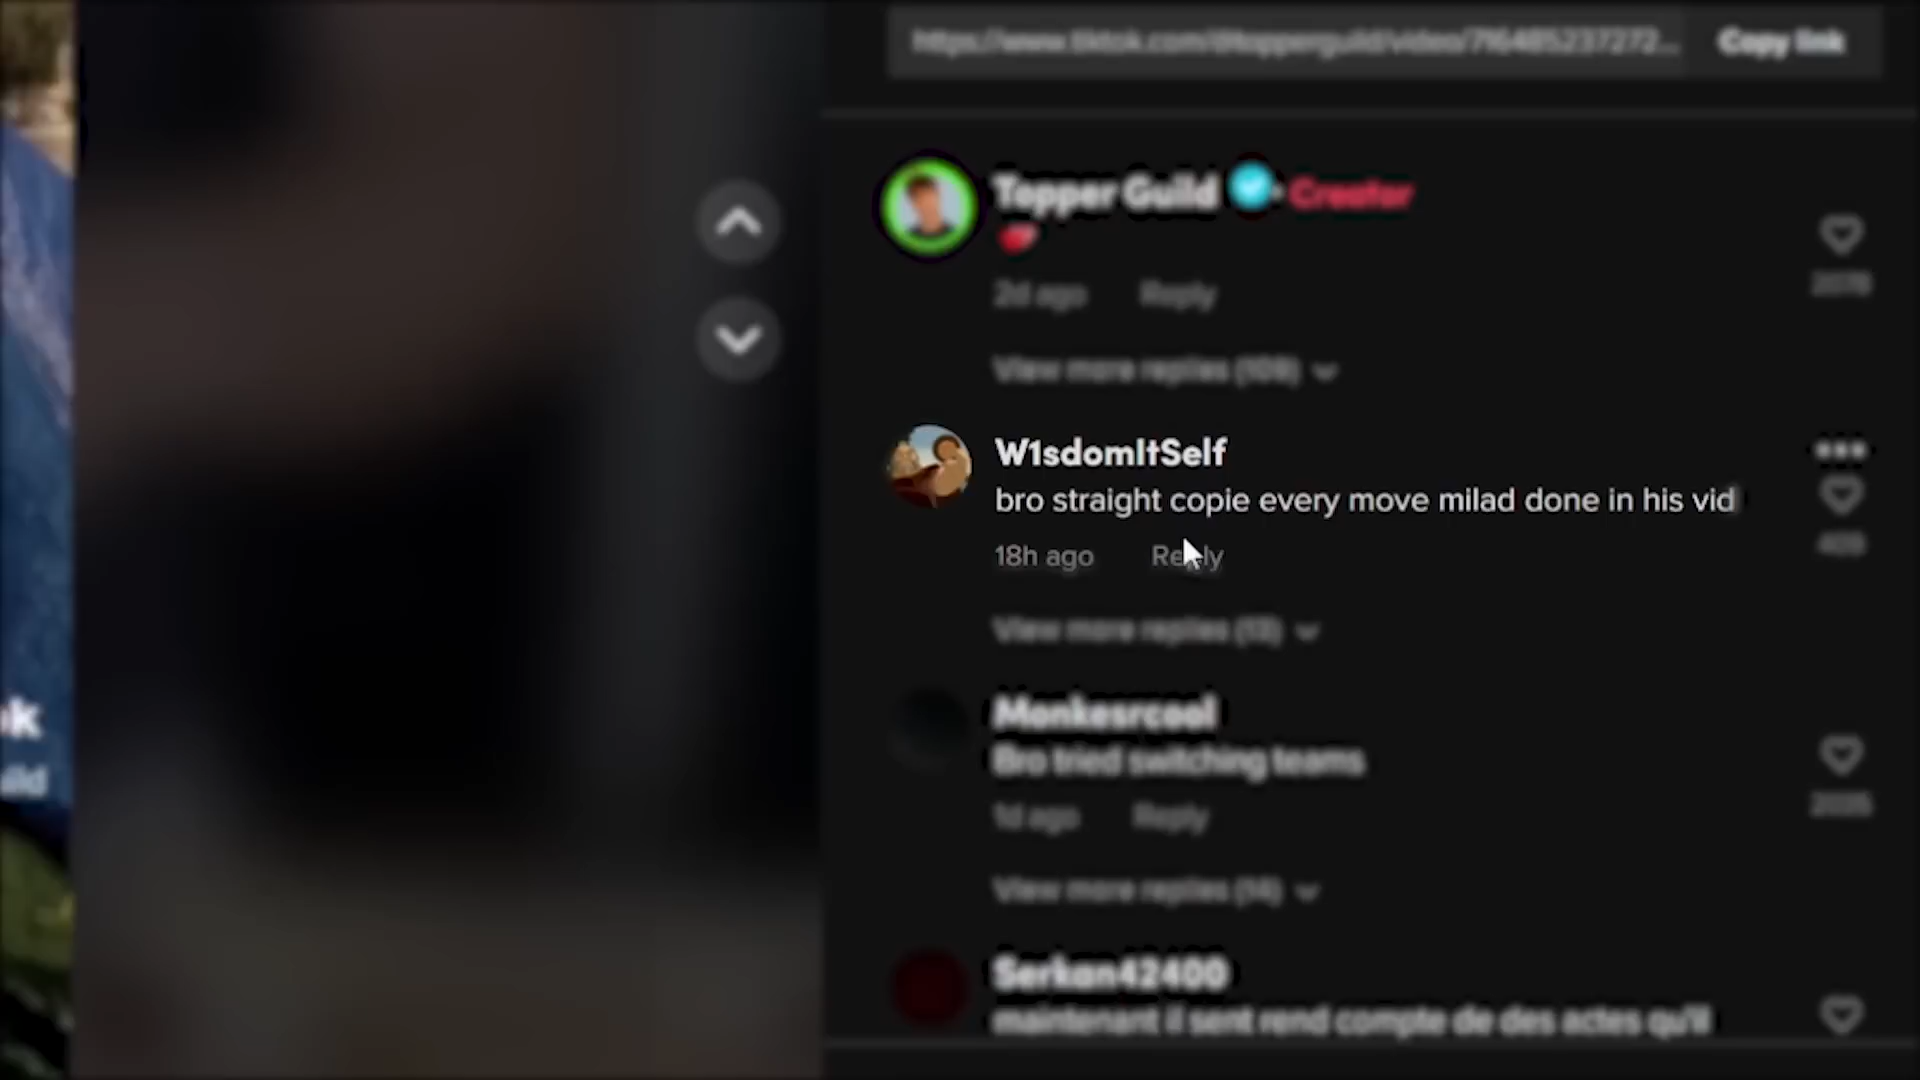 https://www.tiktok.com/@topperguild/video/716485237272...
Copy link
Topper Guild Creator
2d ago Reply
2078
View more replies (109)
W1sdomItSelf
bro straight copie every move milad done in his vid
18h ago Reply
View more replies (13)
Monkesrcool
Bro tried switching teams
1d ago Reply
View more replies (14)
Serkan42400
maintenant il sent rend compte de des actes qu'il